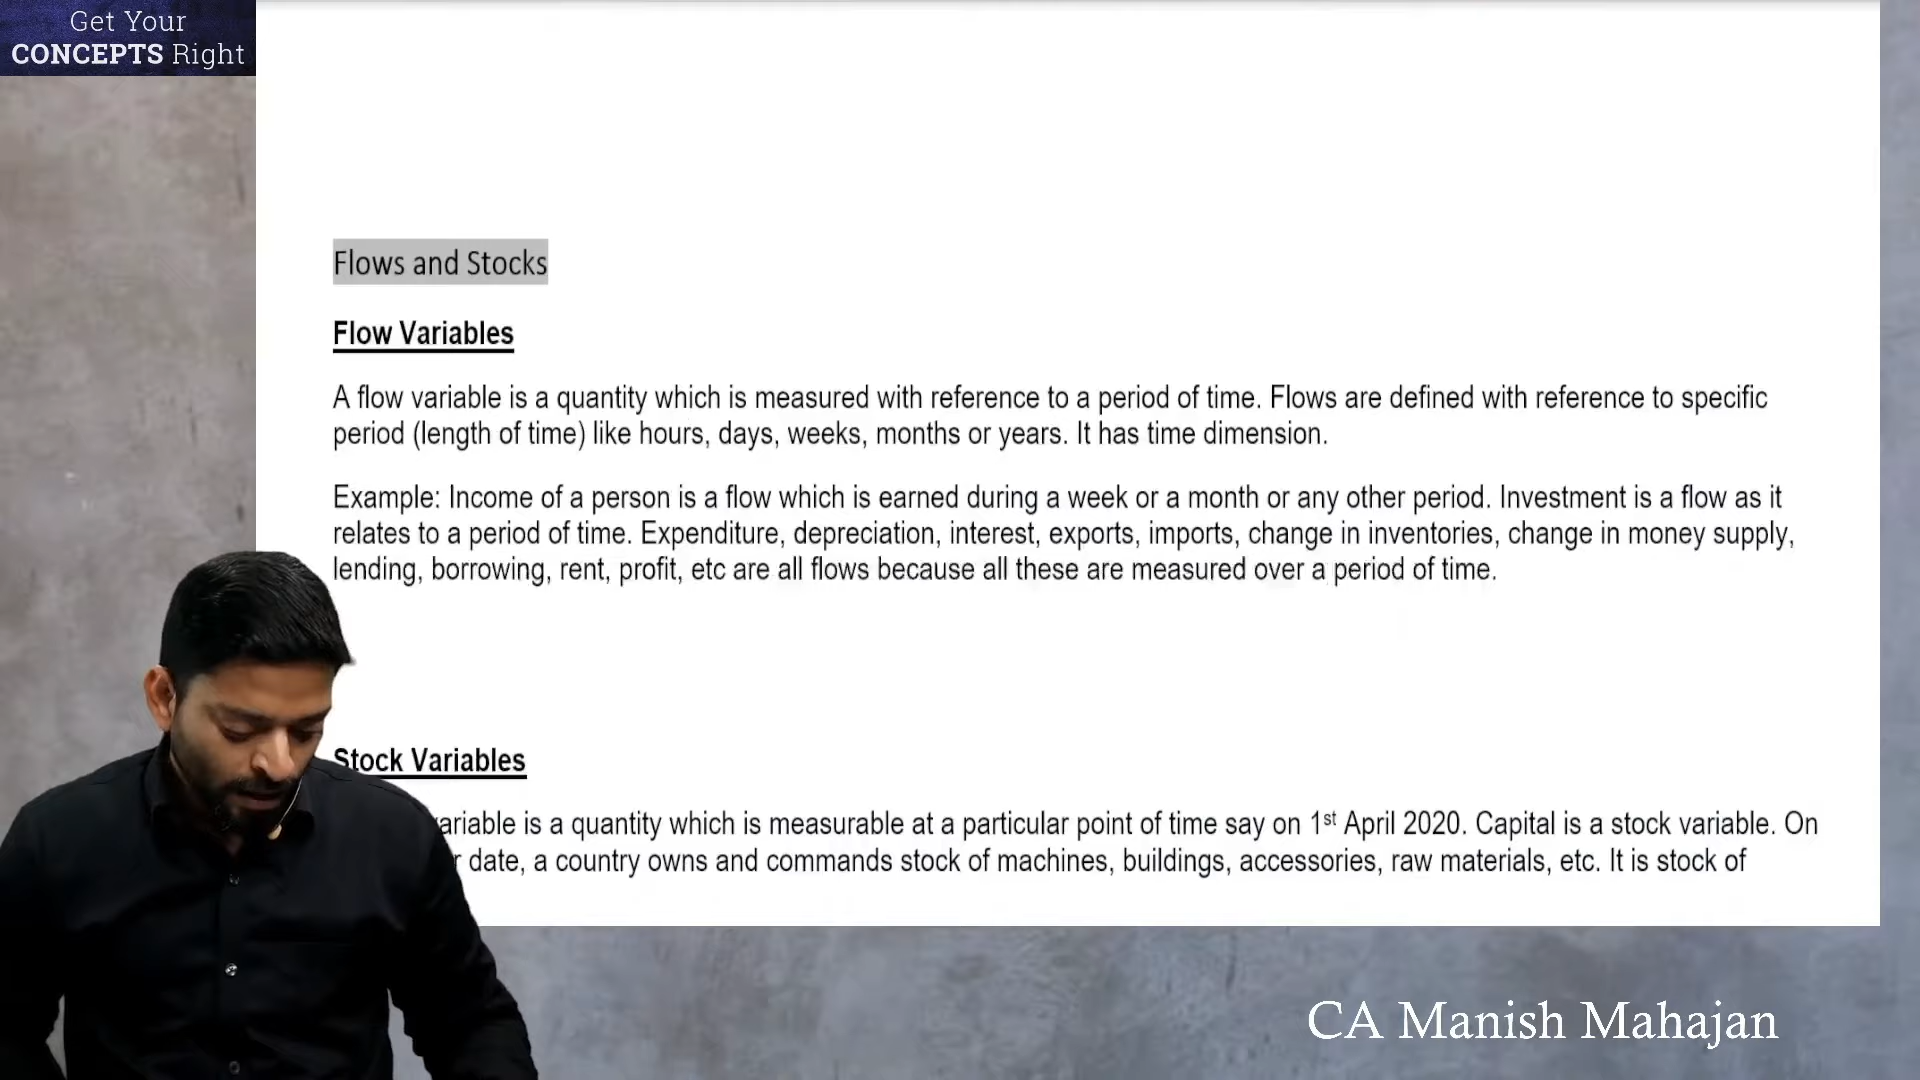 Get Your
CONCEPTS Right
Flows and Stocks
Flow Variables
A flow variable is a quantity which is measured with reference to a period of time. Flows are defined with reference to specific
period (length of time) like hours, days, weeks, months or years. It has time dimension.
Example: Income of a person is a flow which is earned during a week or a month or any other period. Investment is a flow as it
relates to a period of time. Expenditure, depreciation, interest, exports, imports, change in inventories, change in money supply,
lending, borrowing, rent, profit, etc are all flows because all these are measured over a period of time.
Stock Variables
variable is a quantity which is measurable at a particular point of time say on 1st April 2020. Capital is a stock variable. On
date, a country owns and commands stock of machines, buildings, accessories, raw materials, etc. It is stock of
CA Manish Mahajan